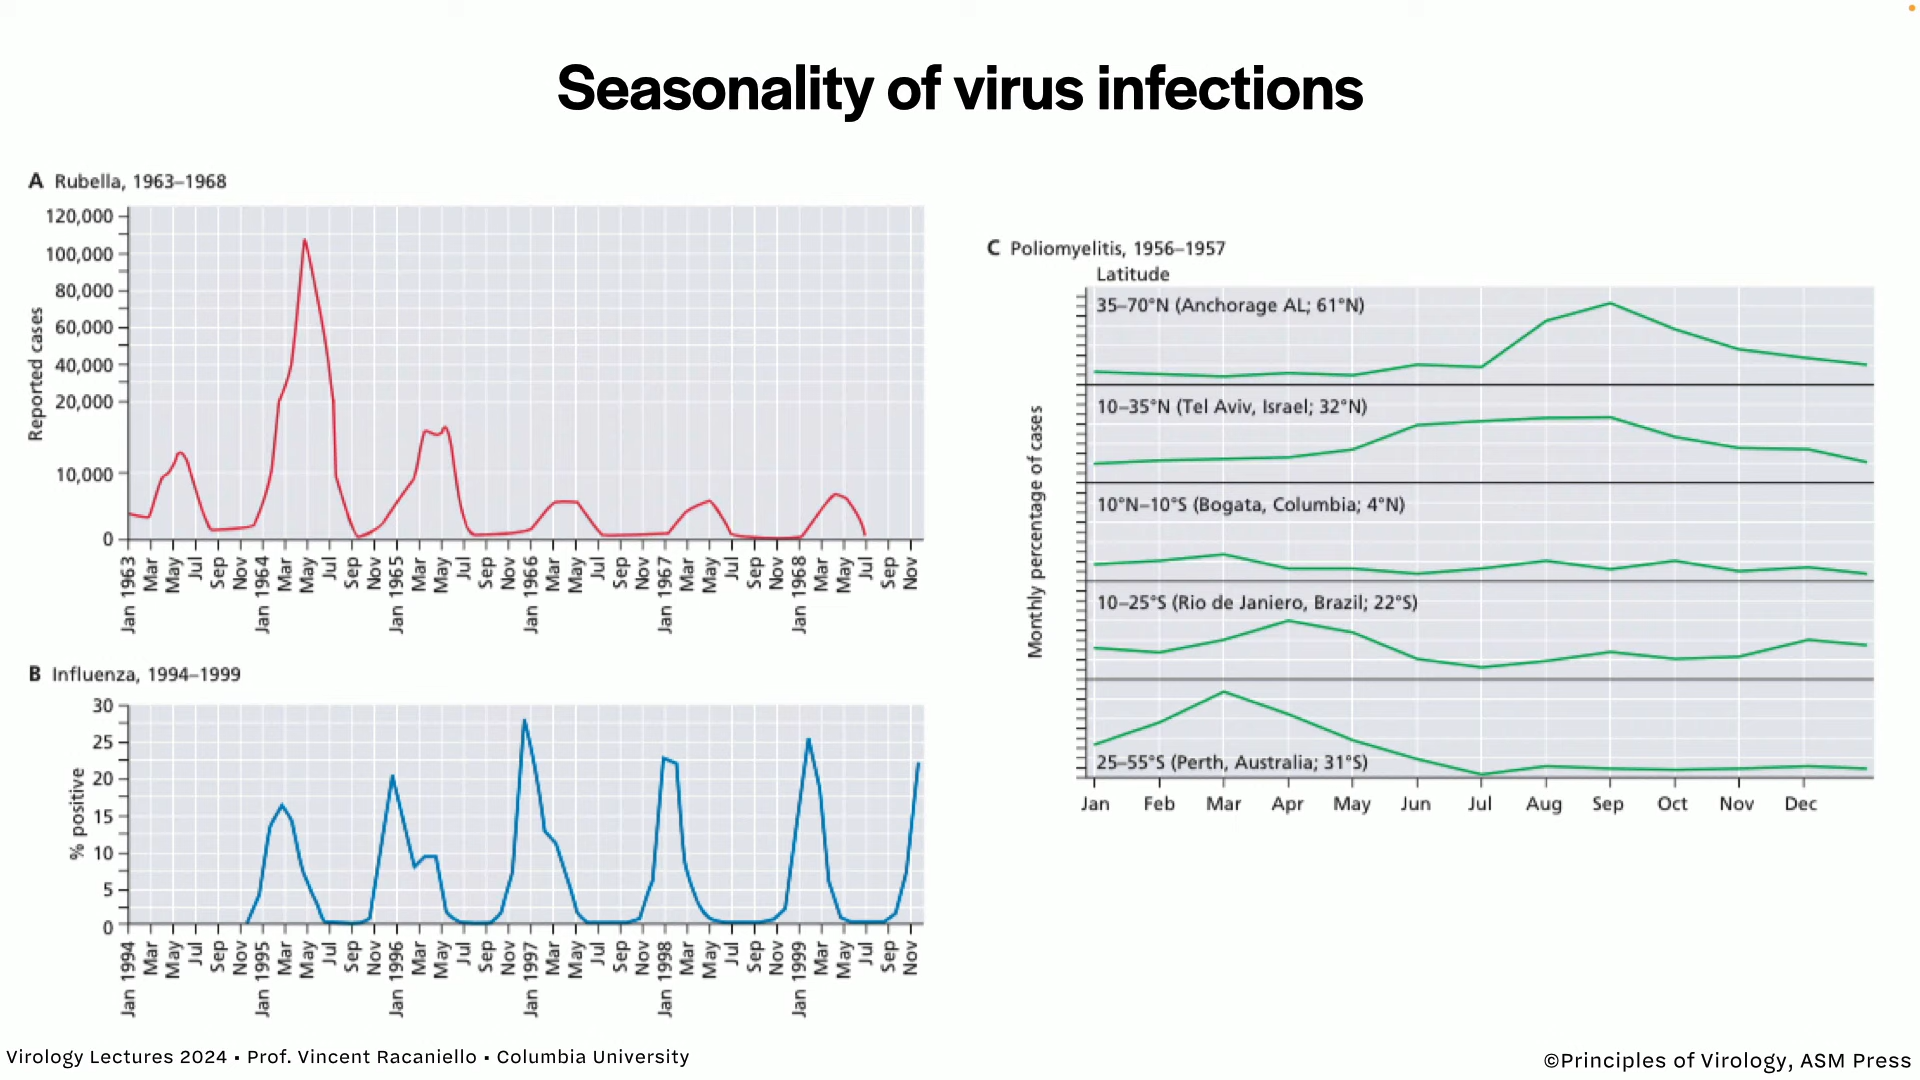 Seasonality of virus infections
A Rubella, 1963–1968
Reported cases
120,000
100,000
80,000
60,000
40,000
20,000
10,000
0
Jan 1963 Mar May Jul Sep Nov Jan 1964 Mar May Jul Sep Nov Jan 1965 Mar May Jul Sep Nov Jan 1966 Mar May Jul Sep Nov Jan 1967 Mar May Jul Sep Nov Jan 1968 Mar May Jul Sep Nov
B Influenza, 1994–1999
% positive
30
25
20
15
10
5
0
Jan 1994 Mar May Jul Sep Nov Jan 1995 Mar May Jul Sep Nov Jan 1996 Mar May Jul Sep Nov Jan 1997 Mar May Jul Sep Nov Jan 1998 Mar May Jul Sep Nov Jan 1999 Mar May Jul Sep Nov
C Poliomyelitis, 1956–1957
Latitude
Monthly percentage of cases
35–70°N (Anchorage AL; 61°N)
10–35°N (Tel Aviv, Israel; 32°N)
10°N–10°S (Bogata, Columbia; 4°N)
10–25°S (Rio de Janiero, Brazil; 22°S)
25–55°S (Perth, Australia; 31°S)
Jan Feb Mar Apr May Jun Jul Aug Sep Oct Nov Dec
Virology Lectures 2024 • Prof. Vincent Racaniello • Columbia University
©Principles of Virology, ASM Press